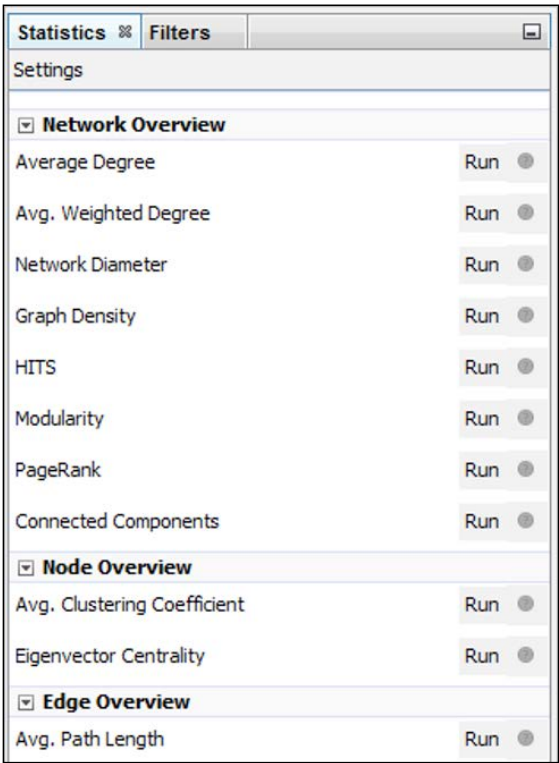 Statistics Filters
Settings
Network Overview
Average Degree Run
Avg. Weighted Degree Run
Network Diameter Run
Graph Density Run
HITS Run
Modularity Run
PageRank Run
Connected Components Run
Node Overview
Avg. Clustering Coefficient Run
Eigenvector Centrality Run
Edge Overview
Avg. Path Length Run